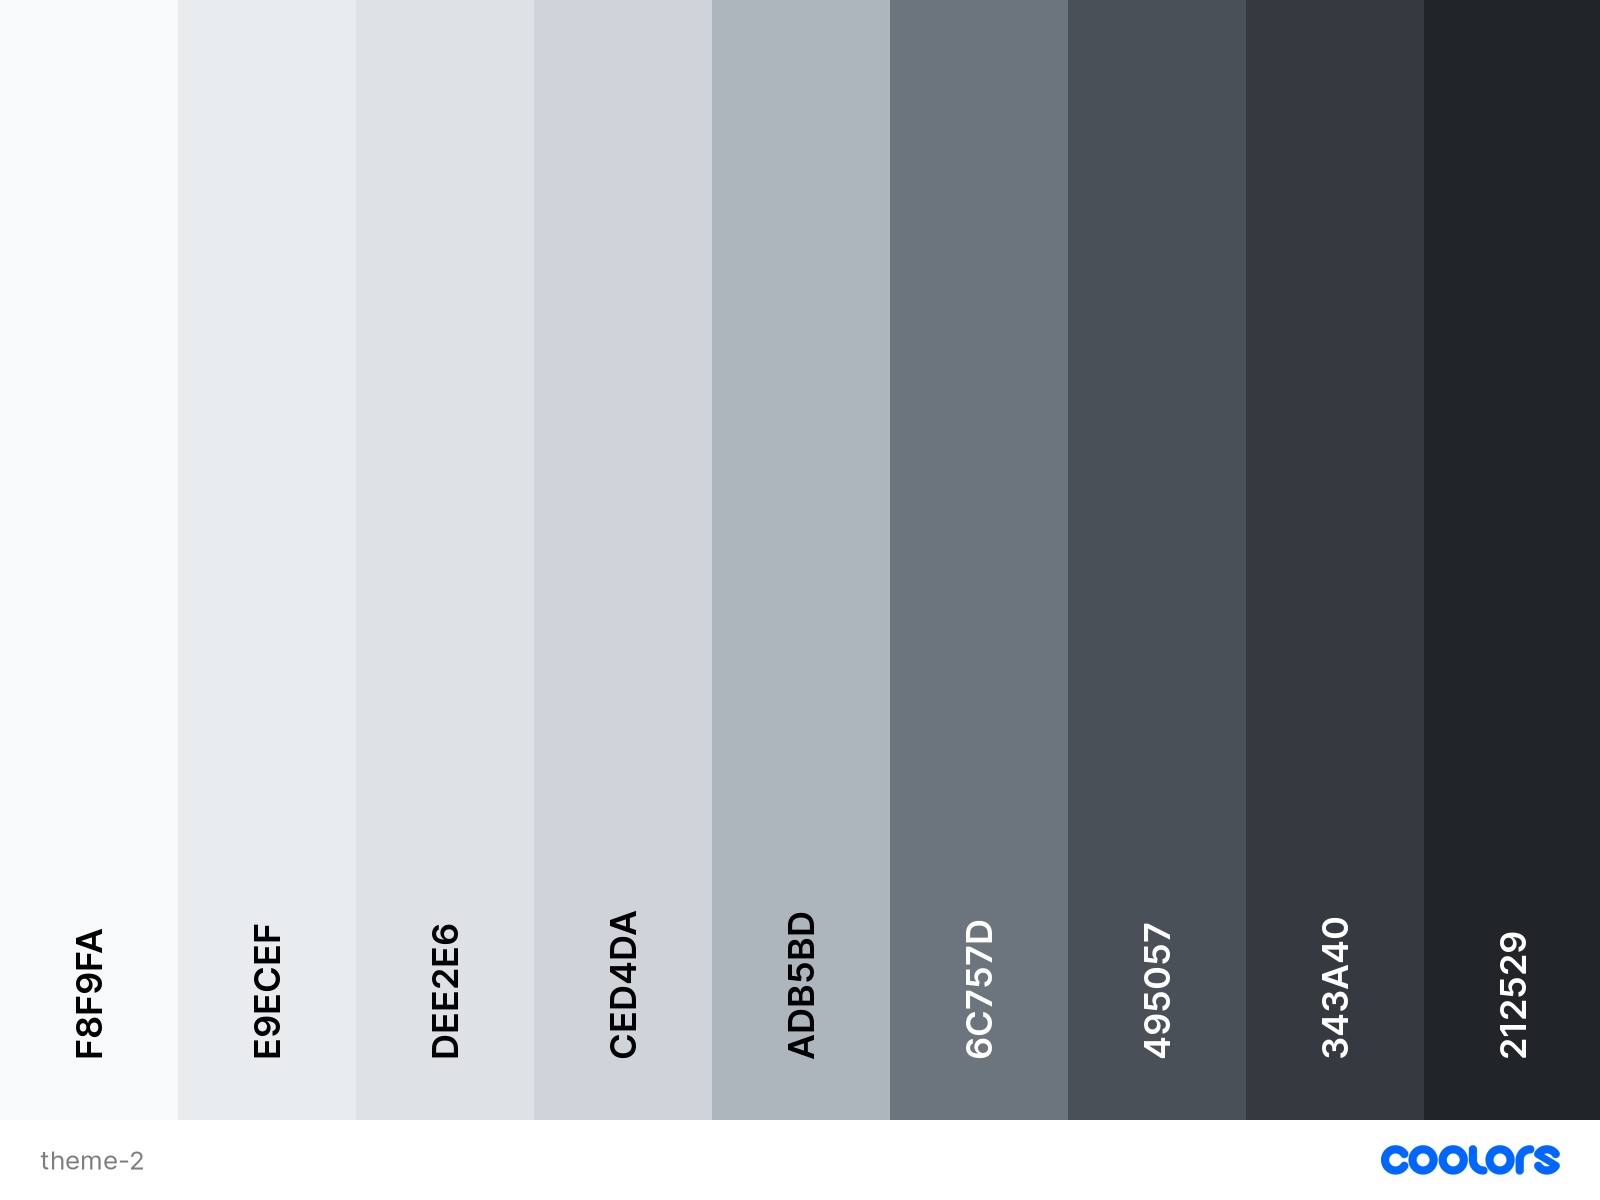 F8F9FA
E9ECEF
DEE2E6
CED4DA
ADB5BD
6C757D
495057
343A40
212529
theme-2
coolors